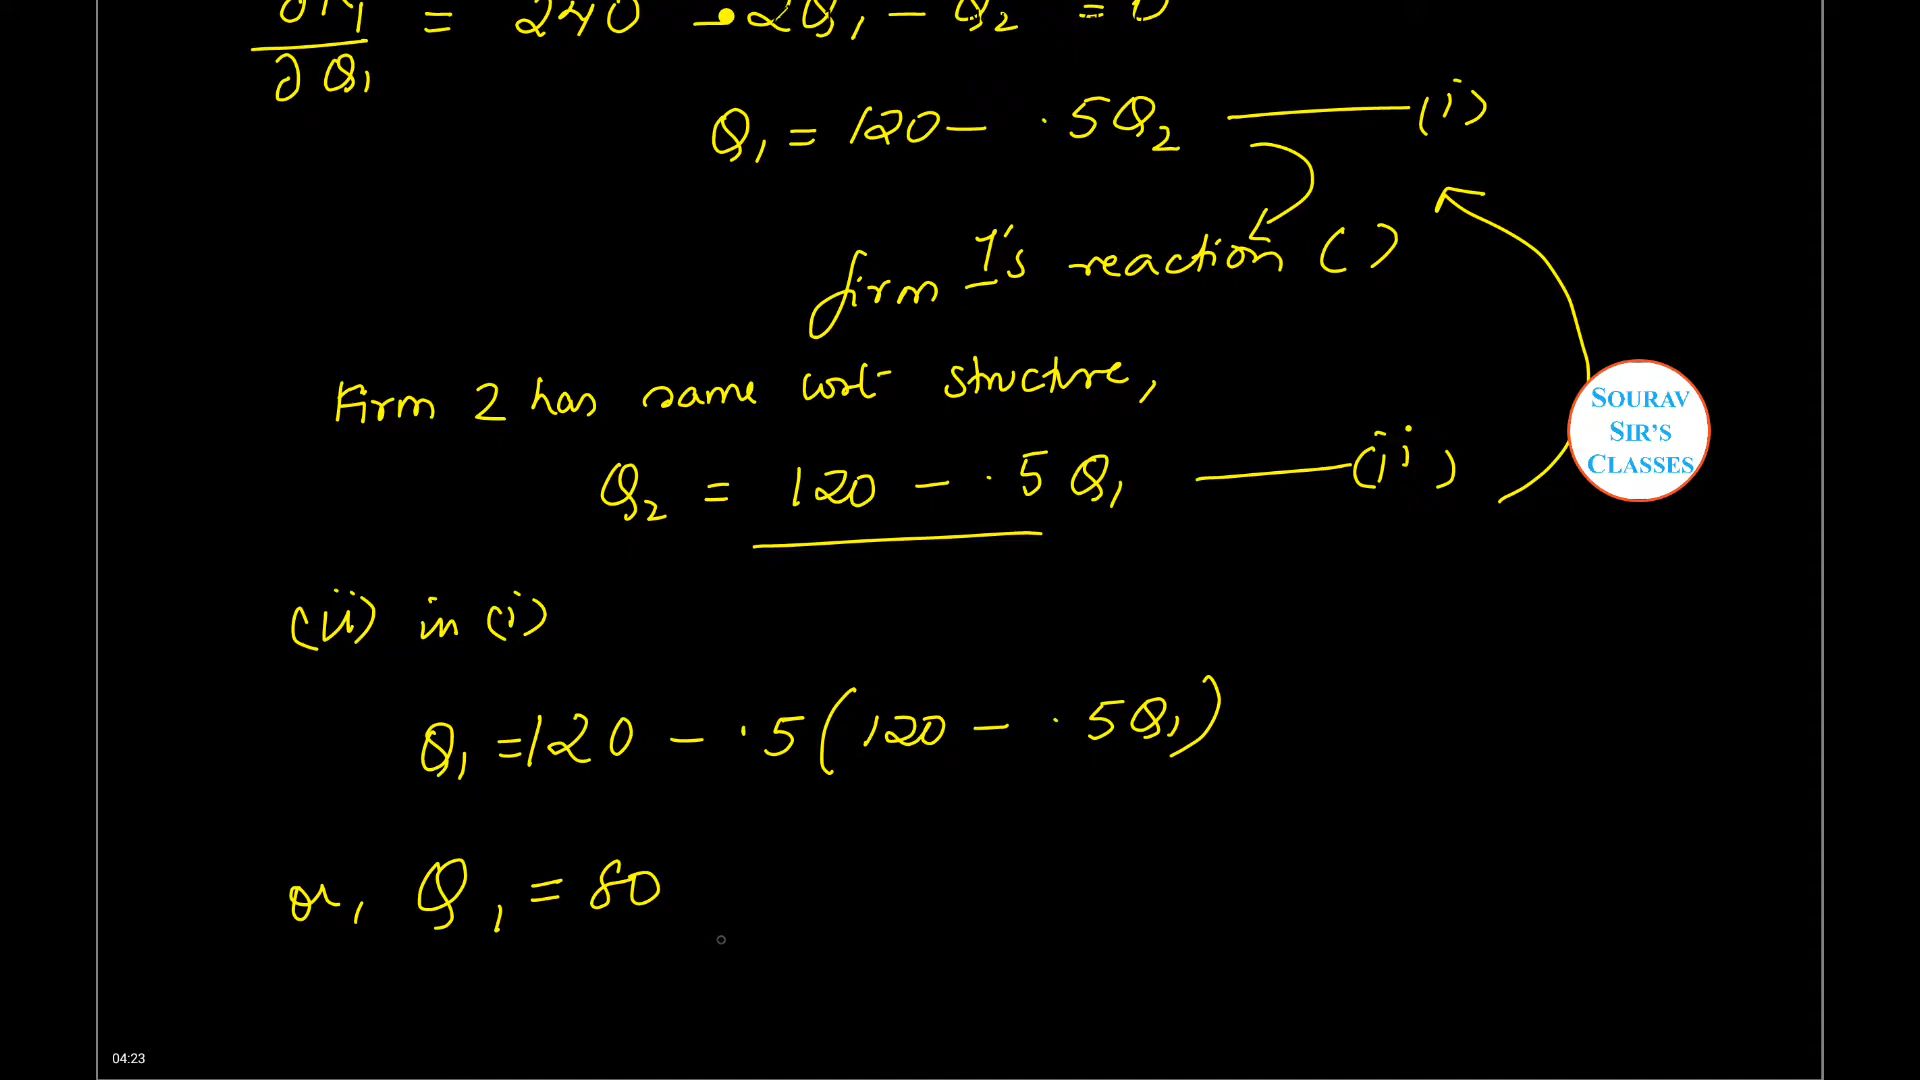 = 240 - 2Q₁ - Q₂ = 0
∂Q₁
Q₁ = 120 - .5Q₂ —— (i)
firm 1's reaction ( )
Firm 2 has same cost structure,
Q₂ = 120 - .5Q₁ —— (ii)
SOURAV
SIR'S
CLASSES
(ii) in (i)
Q₁ = 120 - .5(120 - .5Q₁)
or, Q₁ = 80
04:23